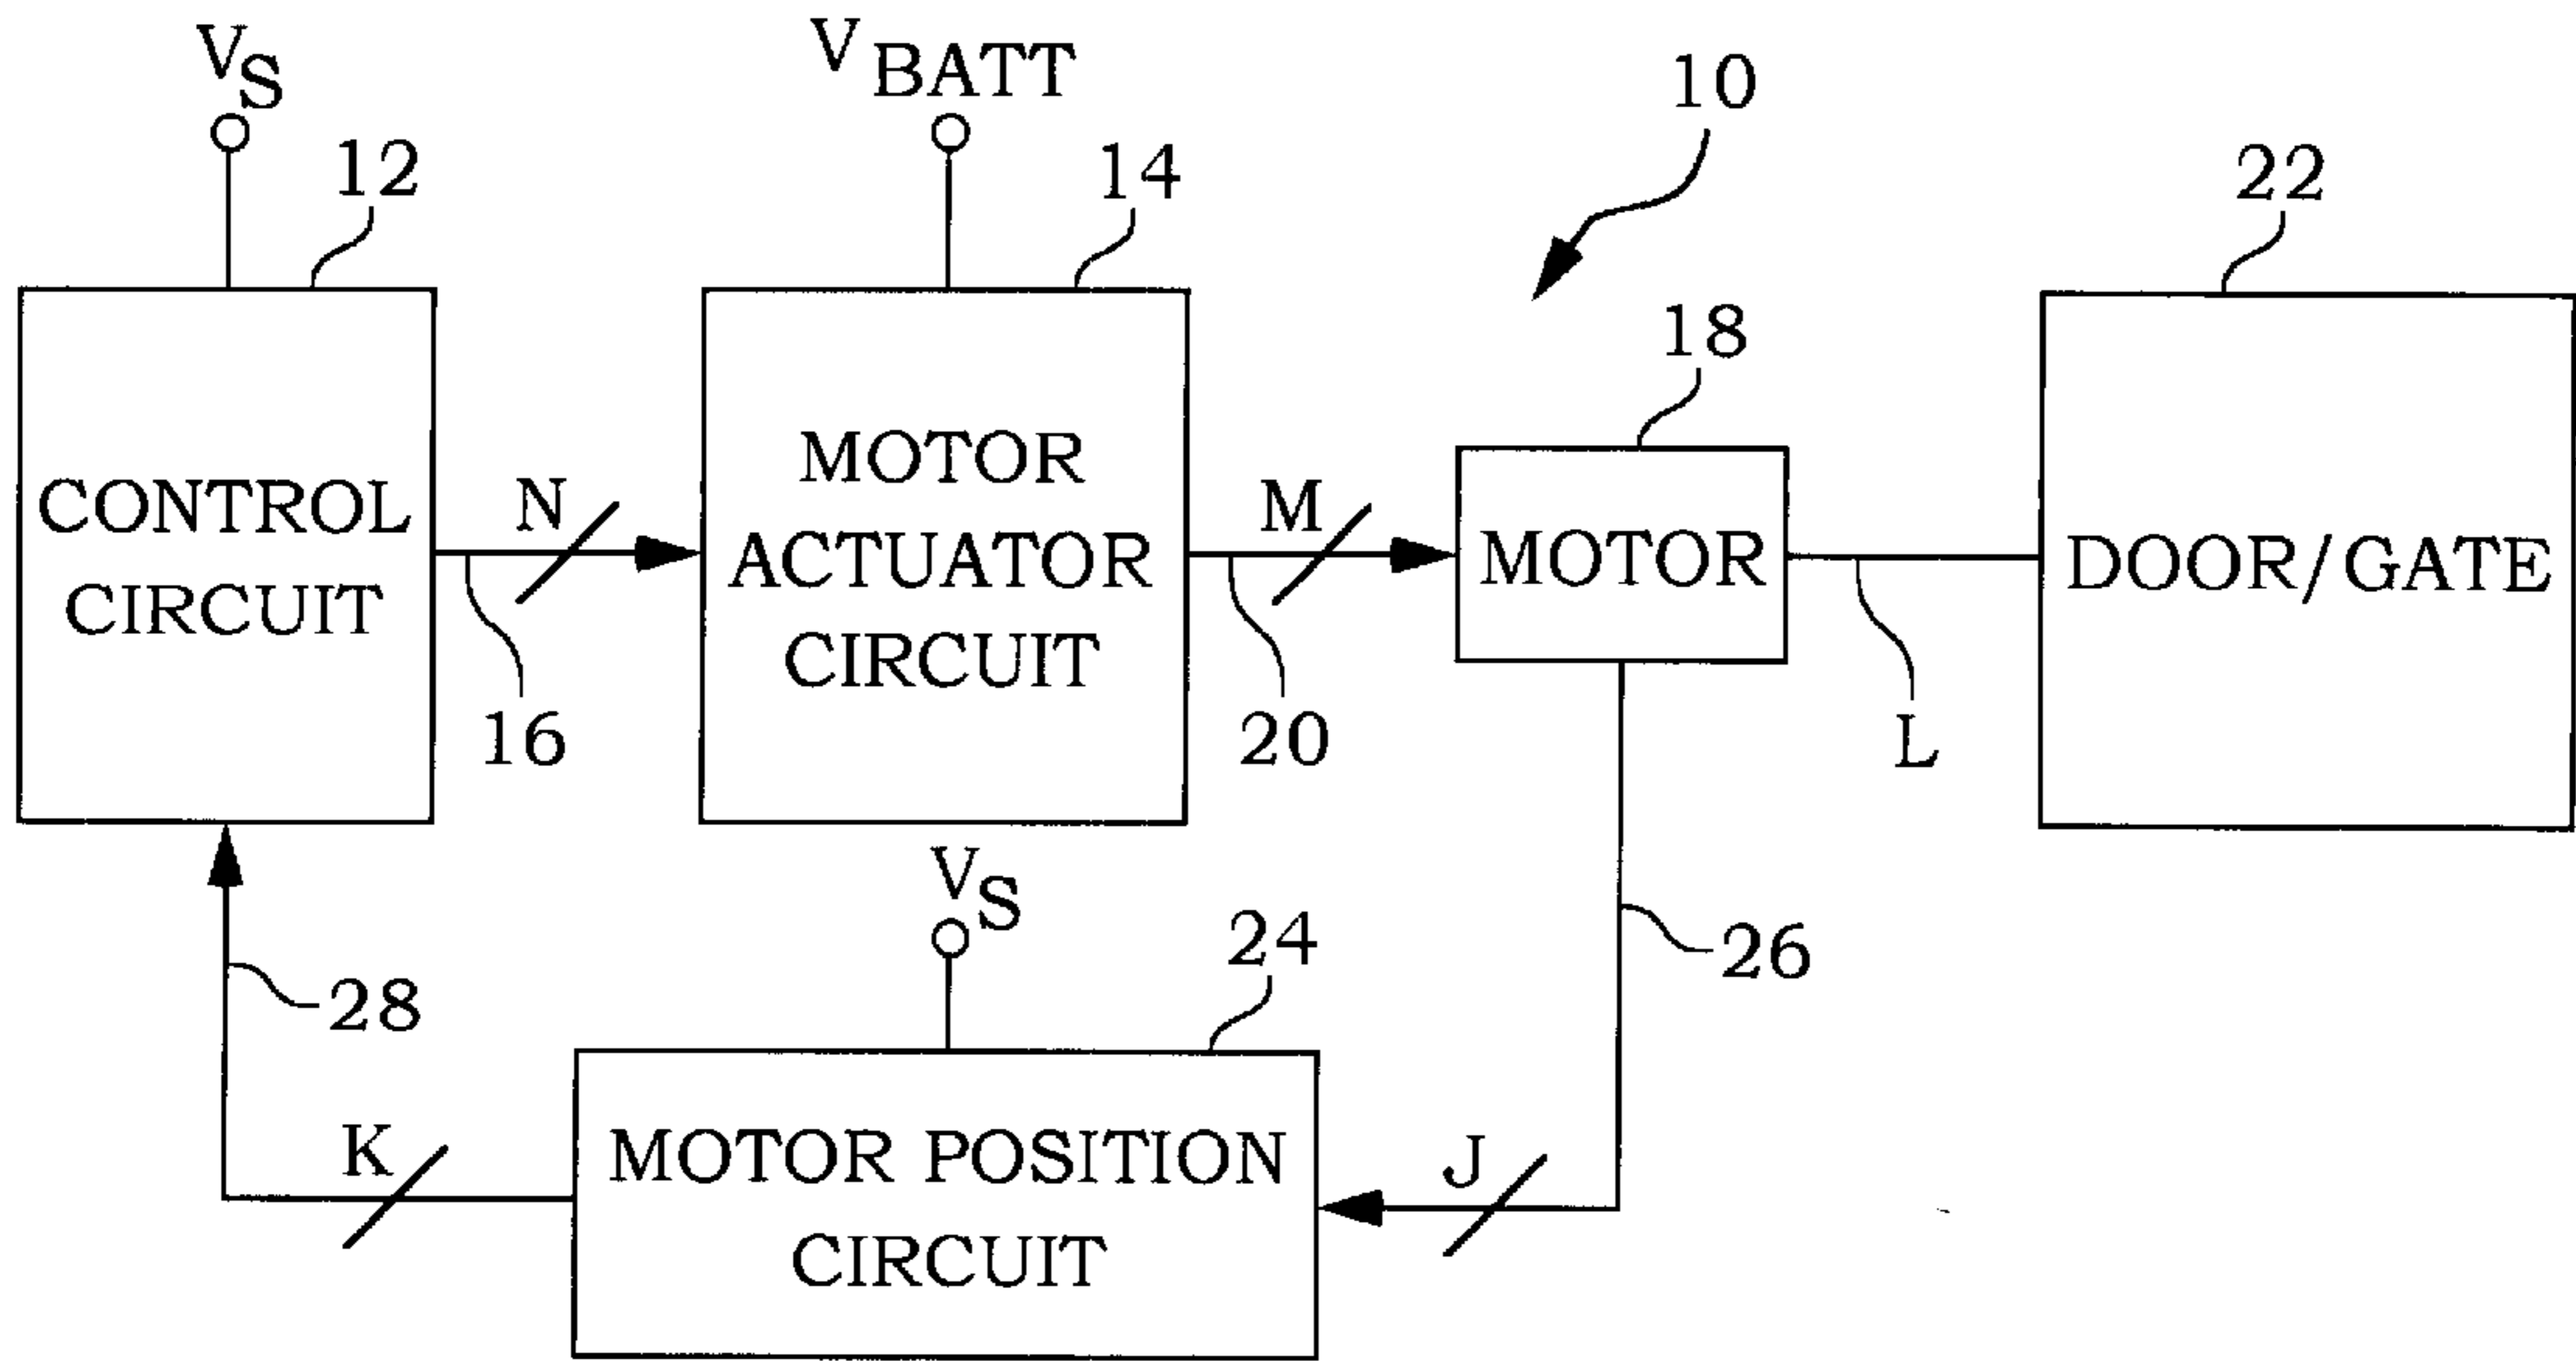 VS
VBATT
10
12
14
22
18
CONTROL
CIRCUIT
N
MOTOR
ACTUATOR
CIRCUIT
M
MOTOR
DOOR/GATE
16
20
L
VS
24
26
28
K
MOTOR POSITION
CIRCUIT
J